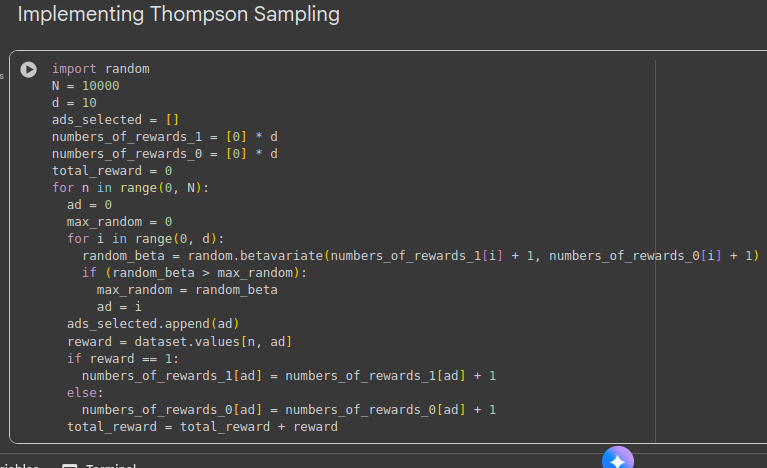 Implementing Thompson Sampling
import random
N = 10000
d = 10
ads_selected = []
numbers_of_rewards_1 = [0] * d
numbers_of_rewards_0 = [0] * d
total_reward = 0
for n in range(0, N):
  ad = 0
  max_random = 0
  for i in range(0, d):
    random_beta = random.betavariate(numbers_of_rewards_1[i] + 1, numbers_of_rewards_0[i] + 1)
    if (random_beta > max_random):
      max_random = random_beta
      ad = i
  ads_selected.append(ad)
  reward = dataset.values[n, ad]
  if reward == 1:
    numbers_of_rewards_1[ad] = numbers_of_rewards_1[ad] + 1
  else:
    numbers_of_rewards_0[ad] = numbers_of_rewards_0[ad] + 1
  total_reward = total_reward + reward